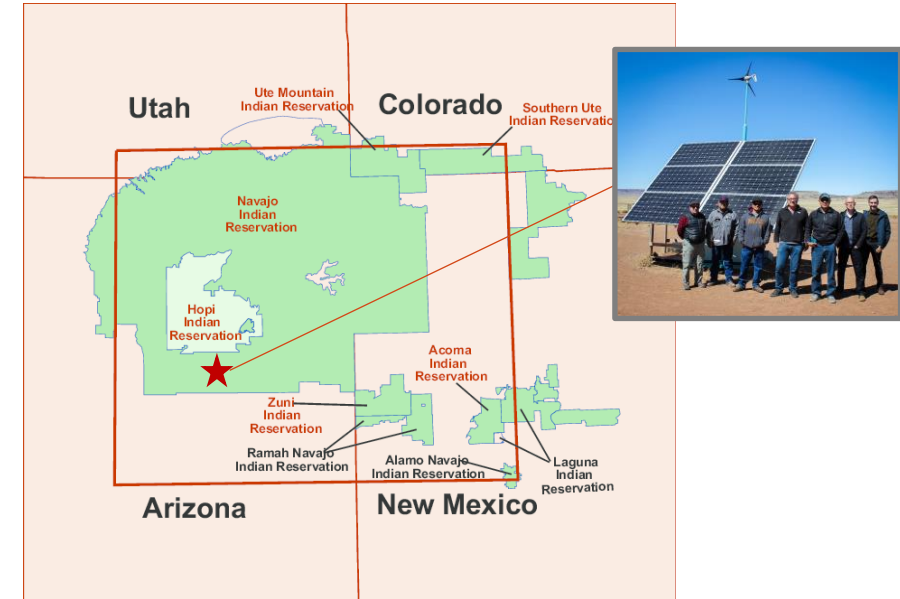 Utah
Ute Mountain
Indian Reservation
Colorado
Southern Ute
Indian Reservatio
Navajo
Indian
Reservation
Hopi
Indian
Reservation
Acoma
Indian
Reservation
Zuni
Indian
Reservation
Ramah Navajo
Indian Reservation
Alamo Navajo
Indian Reservation
Laguna
Indian
Reservation
Arizona
New Mexico